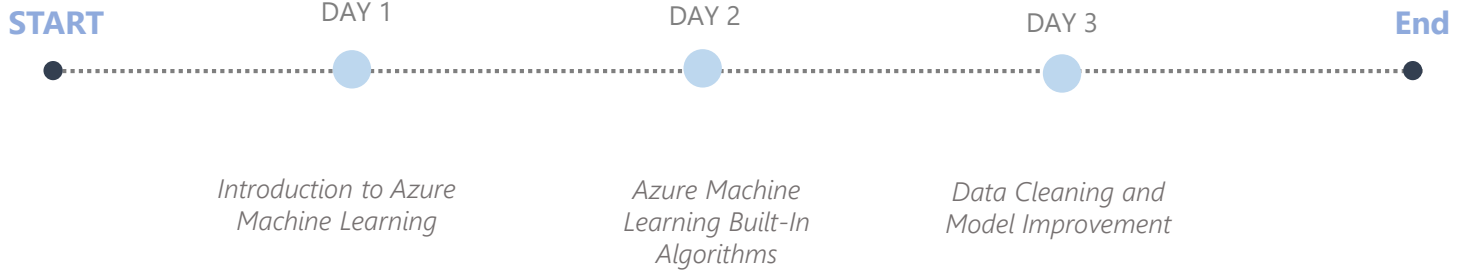 START
DAY 1
DAY 2
DAY 3
End
Introduction to Azure
Machine Learning
Azure Machine
Learning Built-In
Algorithms
Data Cleaning and
Model Improvement